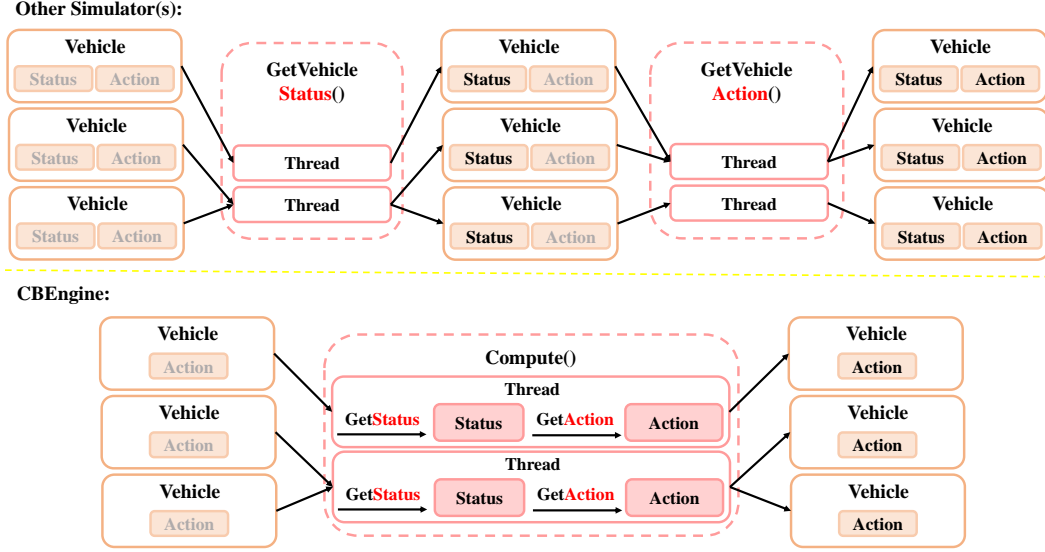 Other Simulator(s):
Vehicle
Status Action
Vehicle
Status Action
Vehicle
Status Action
GetVehicle
Status()
Thread
Thread
Vehicle
Status Action
Vehicle
Status Action
Vehicle
Status Action
GetVehicle
Action()
Thread
Thread
Vehicle
Status Action
Vehicle
Status Action
Vehicle
Status Action
CBEngine:
Vehicle
Action
Vehicle
Action
Vehicle
Action
Compute()
Thread
GetStatus Status GetAction Action
Thread
GetStatus Status GetAction Action
Vehicle
Action
Vehicle
Action
Vehicle
Action